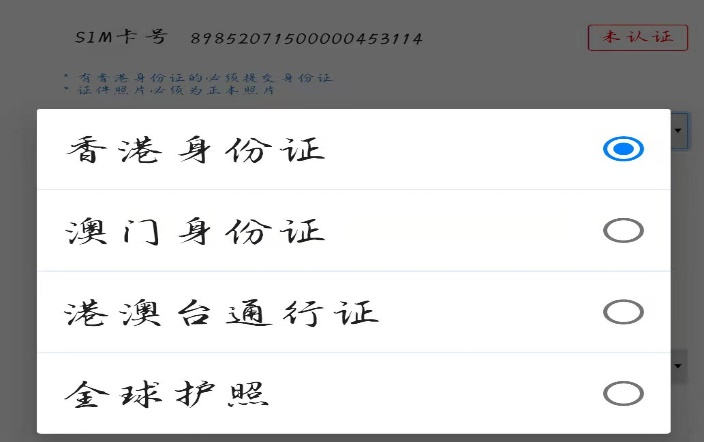 SIM卡号 89852071500000453114
未认证
* 有香港身份证的必须提交身份证
* 证件照片必须为正本照片
香港身份证
澳门身份证
港澳台通行证
全球护照